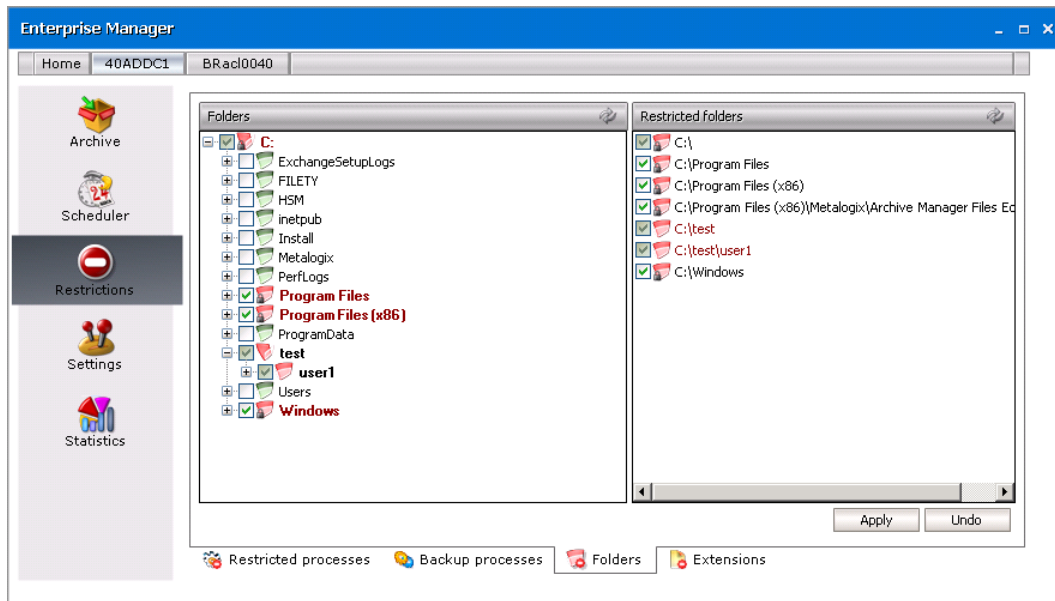 Enterprise Manager
Home 40ADDC1 BRacl0040
Archive
24
Scheduler
Restrictions
Settings
Statistics
Folders
C:
ExchangeSetupLogs
FILETY
HSM
inetpub
Install
Metalogix
PerfLogs
Program Files
Program Files (x86)
ProgramData
test
user1
Users
Windows
Restricted folders
C:\
C:\Program Files
C:\Program Files (x86)
C:\Program Files (x86)\Metalogix\Archive Manager Files Ec
C:\test
C:\test\user1
C:\Windows
Apply Undo
Restricted processes Backup processes Folders Extensions